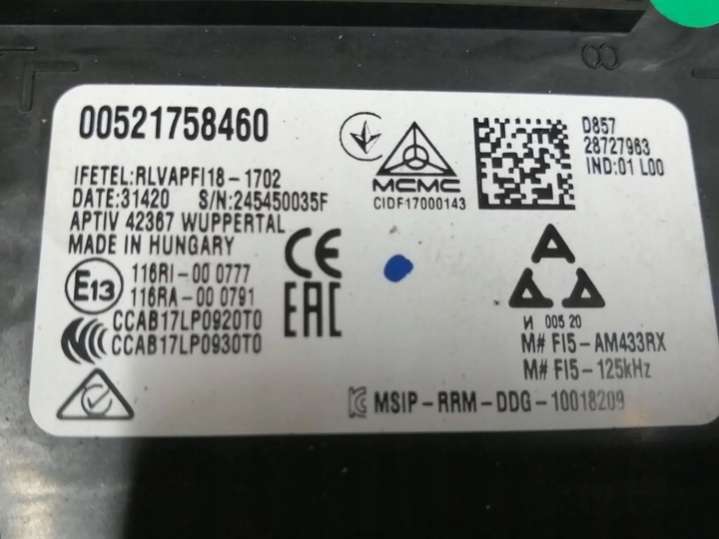 00521758460
IFETEL:RLVAPFI18-1702
DATE:31420 S/N:245450035F
APTIV 42367 WUPPERTAL
MADE IN HUNGARY
E13
116RI-00 0777
116RA-00 0791
CCAB17LP0920T0
CCAB17LP0930T0
CE
EAC
MCMC
CIDF17000143
D857
28727963
IND:01 L00
И 005 20
M# FI5-AM433RX
M# FI5-125kHz
MSIP-RRM-DDG-10018209